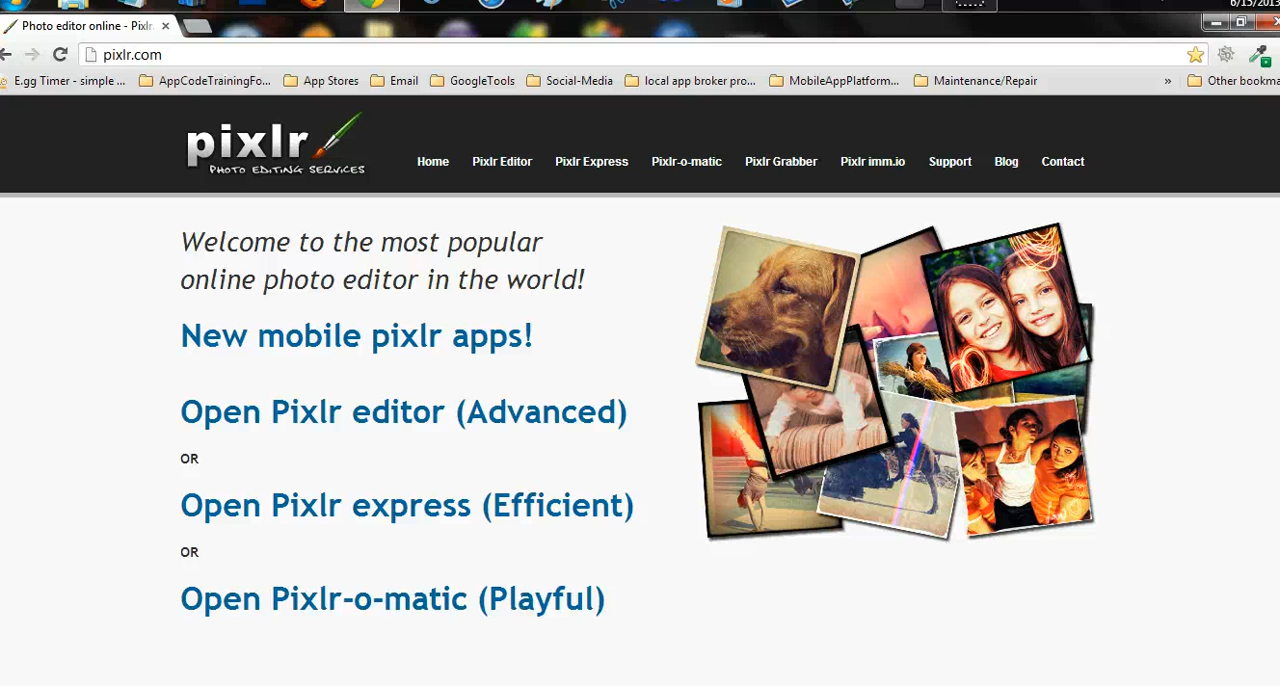 6/15/2013
Photo editor online - Pixlr
pixlr.com
E.gg Timer - simple ... AppCodeTrainingFo... App Stores Email GoogleTools Social-Media local app broker pro... MobileAppPlatform... Maintenance/Repair » Other bookma
pixlr
PHOTO EDITING SERVICES
Home Pixlr Editor Pixlr Express Pixlr-o-matic Pixlr Grabber Pixlr imm.io Support Blog Contact
Welcome to the most popular
online photo editor in the world!
New mobile pixlr apps!
Open Pixlr editor (Advanced)
OR
Open Pixlr express (Efficient)
OR
Open Pixlr-o-matic (Playful)